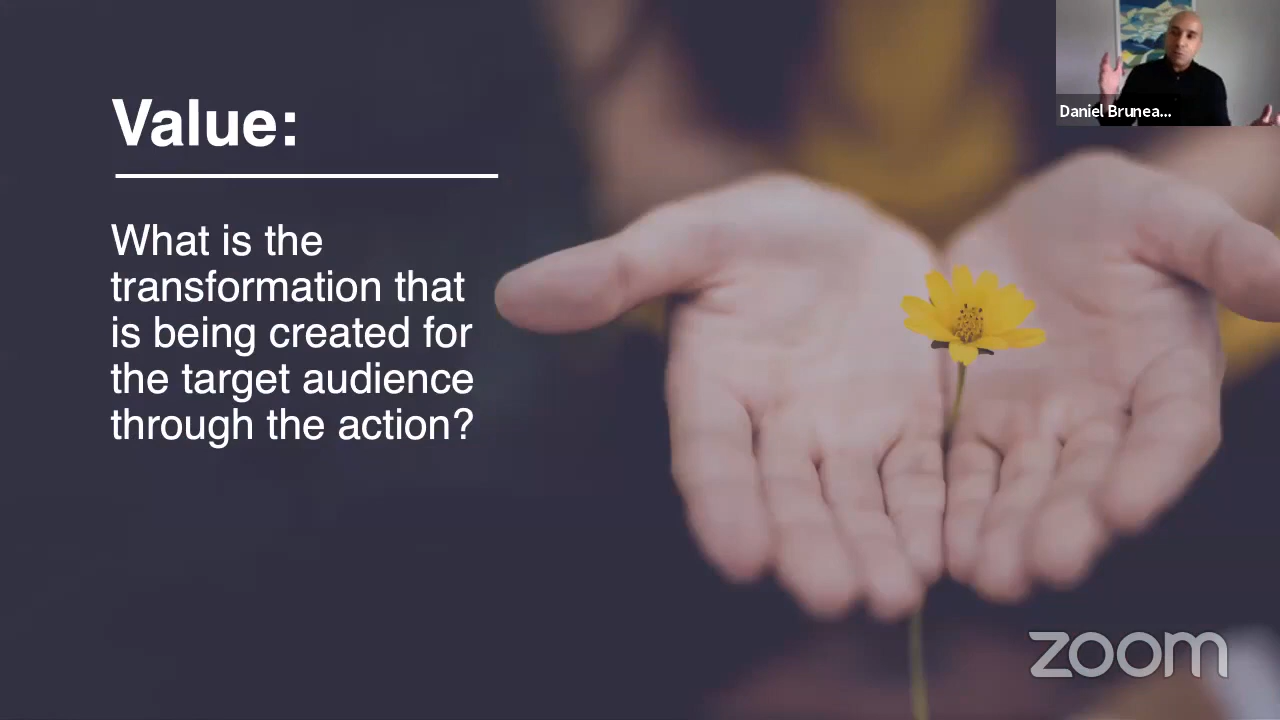 Value:
What is the
transformation that
is being created for
the target audience
through the action?
Daniel Brunea...
zoom